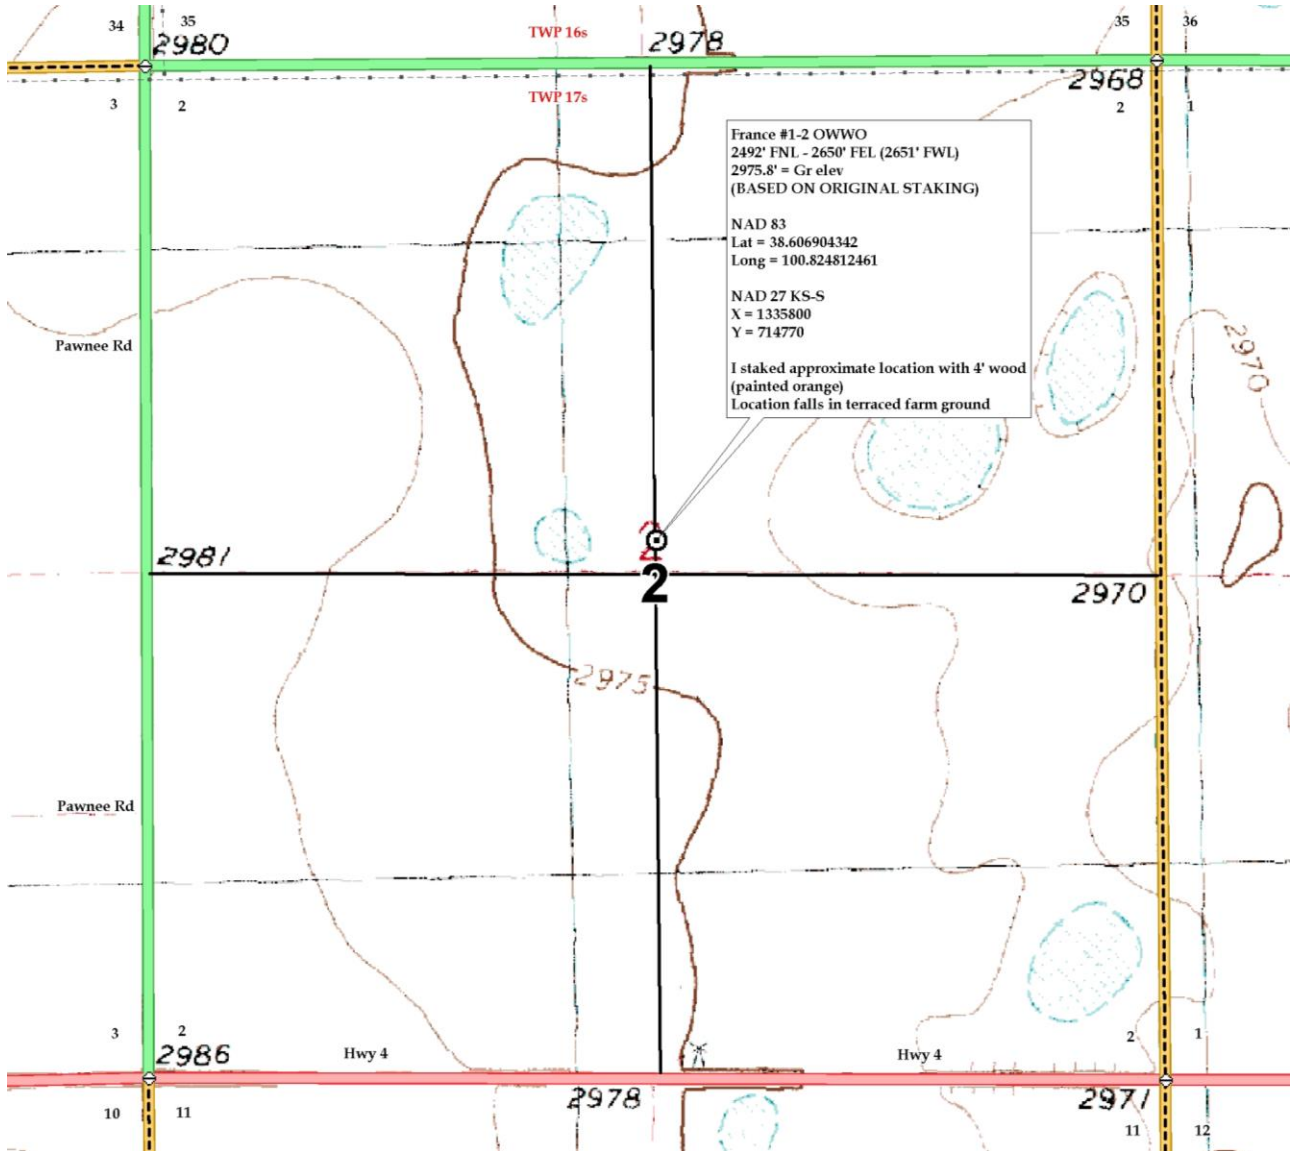 34
35
TWP 16s
35
36
2980
2978
2968
3
2
TWP 17s
2
1
France #1-2 OWWO
2492' FNL - 2650' FEL (2651' FWL)
2975.8' = Gr elev
(BASED ON ORIGINAL STAKING)
NAD 83
Lat = 38.606904342
Long = 100.824812461
NAD 27 KS-S
X = 1335800
Y = 714770
I staked approximate location with 4' wood
(painted orange)
Location falls in terraced farm ground
Pawnee Rd
2970
2
2981
2
2970
2975
Pawnee Rd
3
2
2
1
2986
Hwy 4
Hwy 4
2978
2971
10
11
11
12